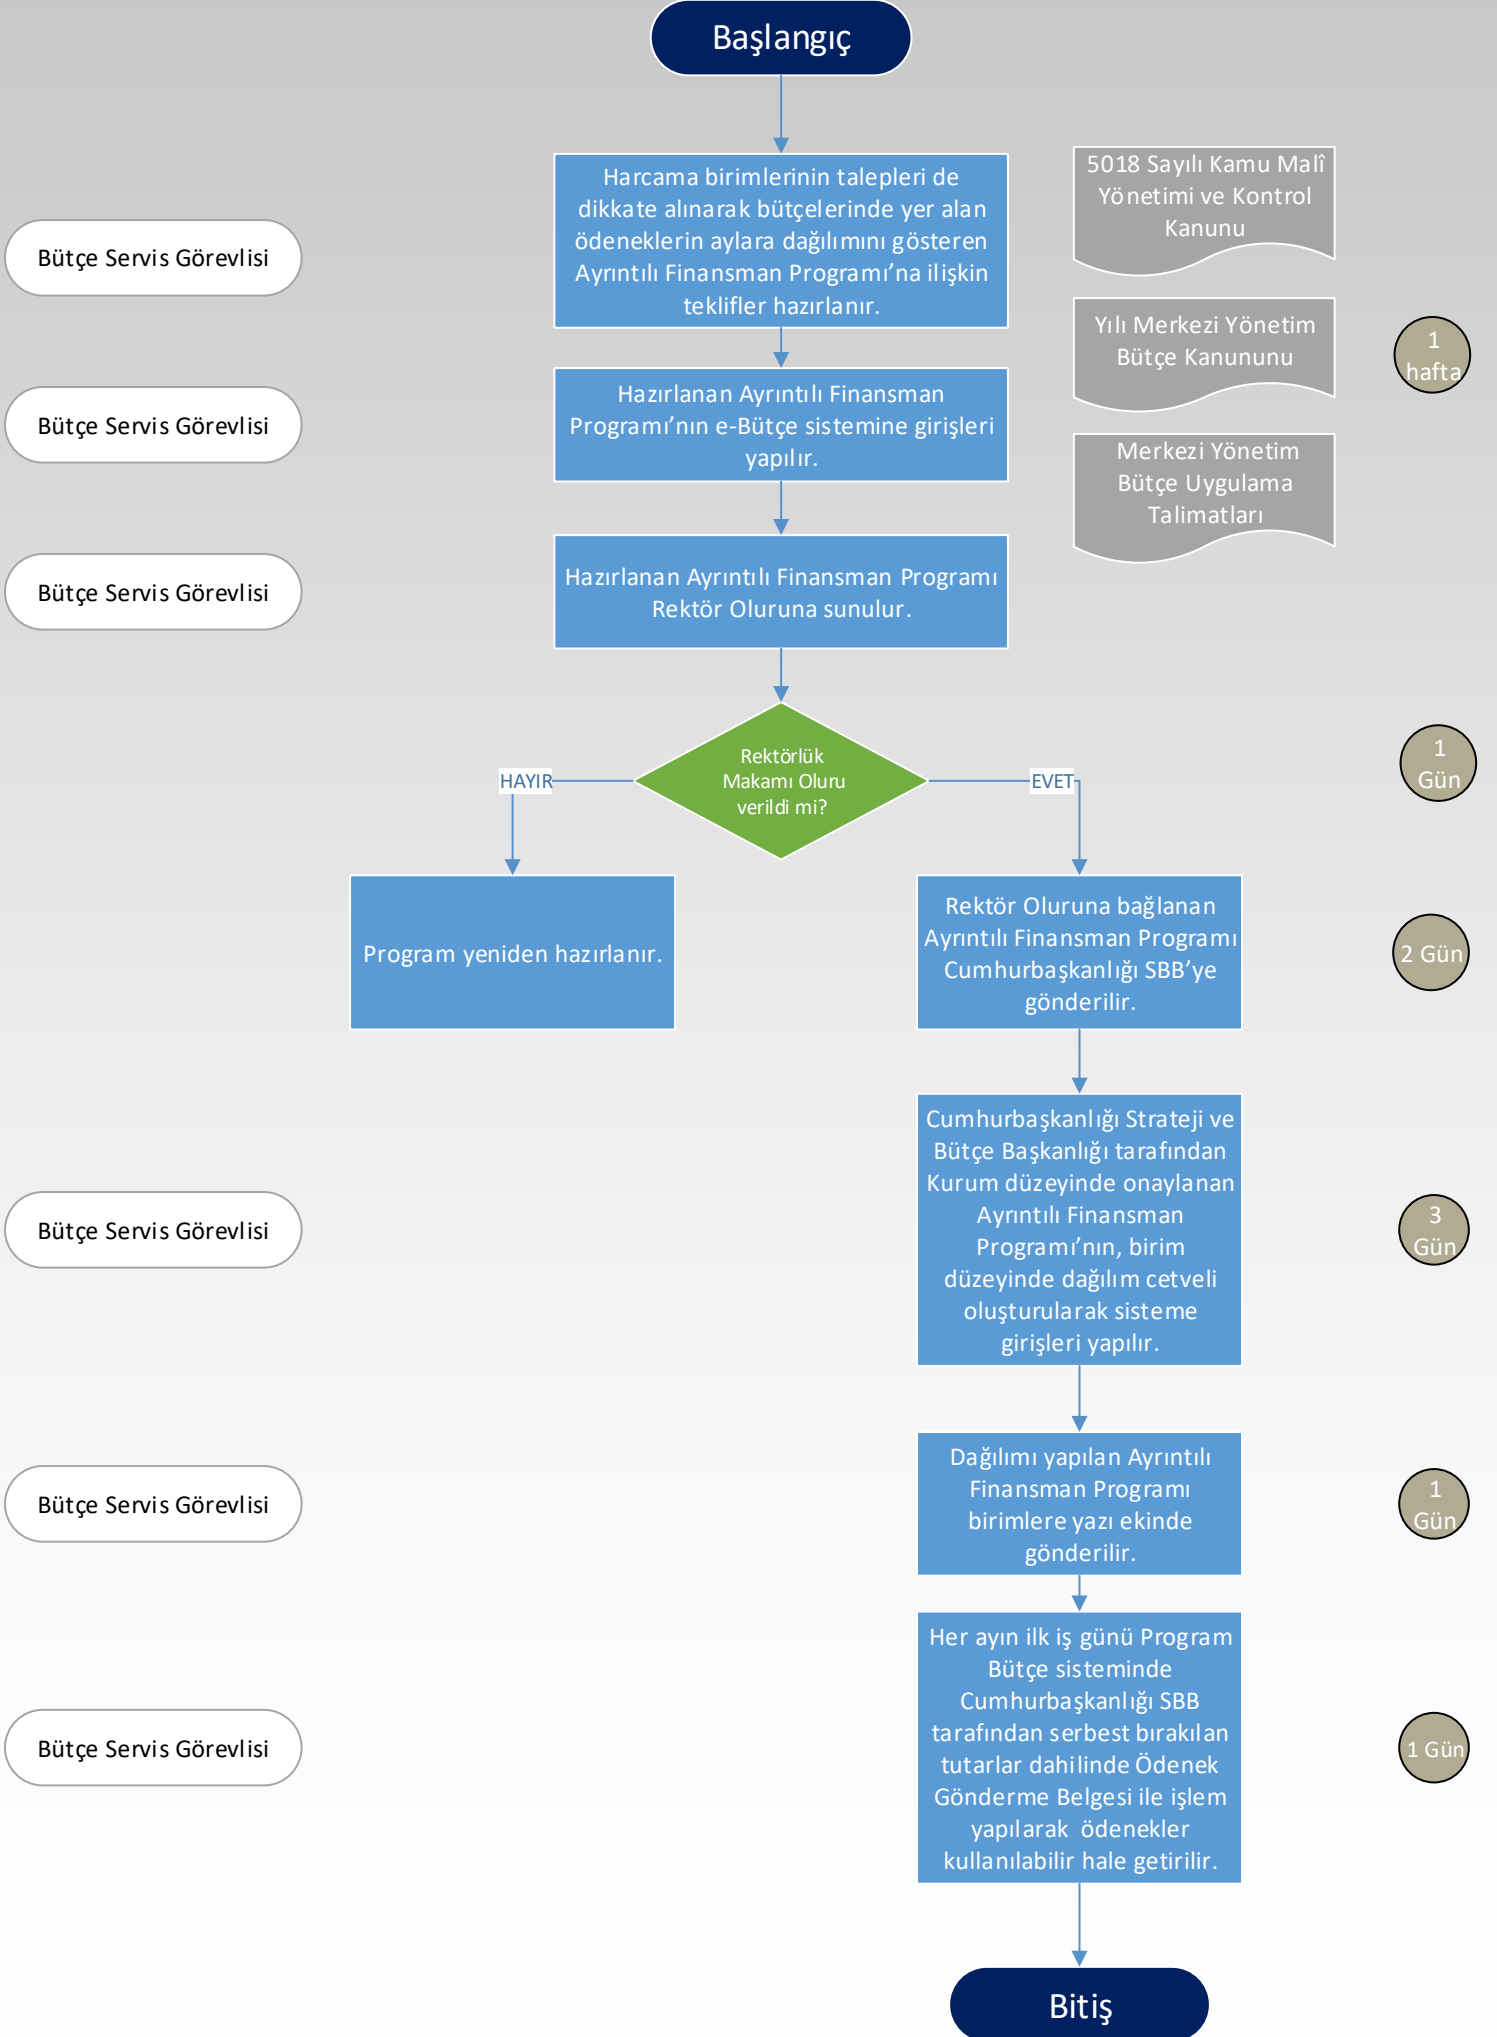 Başlangıç
Bütçe Servis Görevlisi
Harcama birimlerinin talepleri de
dikkate alınarak bütçelerinde yer alan
ödeneklerin aylara dağılımını gösteren
Ayrıntılı Finansman Programı’na ilişkin
teklifler hazırlanır.
5018 Sayılı Kamu Malî
Yönetimi ve Kontrol
Kanunu
Yılı Merkezi Yönetim
Bütçe Kanununu
1
hafta
Bütçe Servis Görevlisi
Hazırlanan Ayrıntılı Finansman
Programı’nın e-Bütçe sistemine girişleri
yapılır.
Merkezi Yönetim
Bütçe Uygulama
Talimatları
Bütçe Servis Görevlisi
Hazırlanan Ayrıntılı Finansman Programı
Rektör Oluruna sunulur.
Rektörlük
Makamı Oluru
verildi mi?
HAYIR
EVET
1
Gün
Program yeniden hazırlanır.
Rektör Oluruna bağlanan
Ayrıntılı Finansman Programı
Cumhurbaşkanlığı SBB’ye
gönderilir.
2 Gün
Bütçe Servis Görevlisi
Cumhurbaşkanlığı Strateji ve
Bütçe Başkanlığı tarafından
Kurum düzeyinde onaylanan
Ayrıntılı Finansman
Programı’nın, birim
düzeyinde dağılım cetveli
oluşturularak sisteme
girişleri yapılır.
3
Gün
Bütçe Servis Görevlisi
Dağılımı yapılan Ayrıntılı
Finansman Programı
birimlere yazı ekinde
gönderilir.
1
Gün
Bütçe Servis Görevlisi
Her ayın ilk iş günü Program
Bütçe sisteminde
Cumhurbaşkanlığı SBB
tarafından serbest bırakılan
tutarlar dahilinde Ödenek
Gönderme Belgesi ile işlem
yapılarak ödenekler
kullanılabilir hale getirilir.
1 Gün
Bitiş